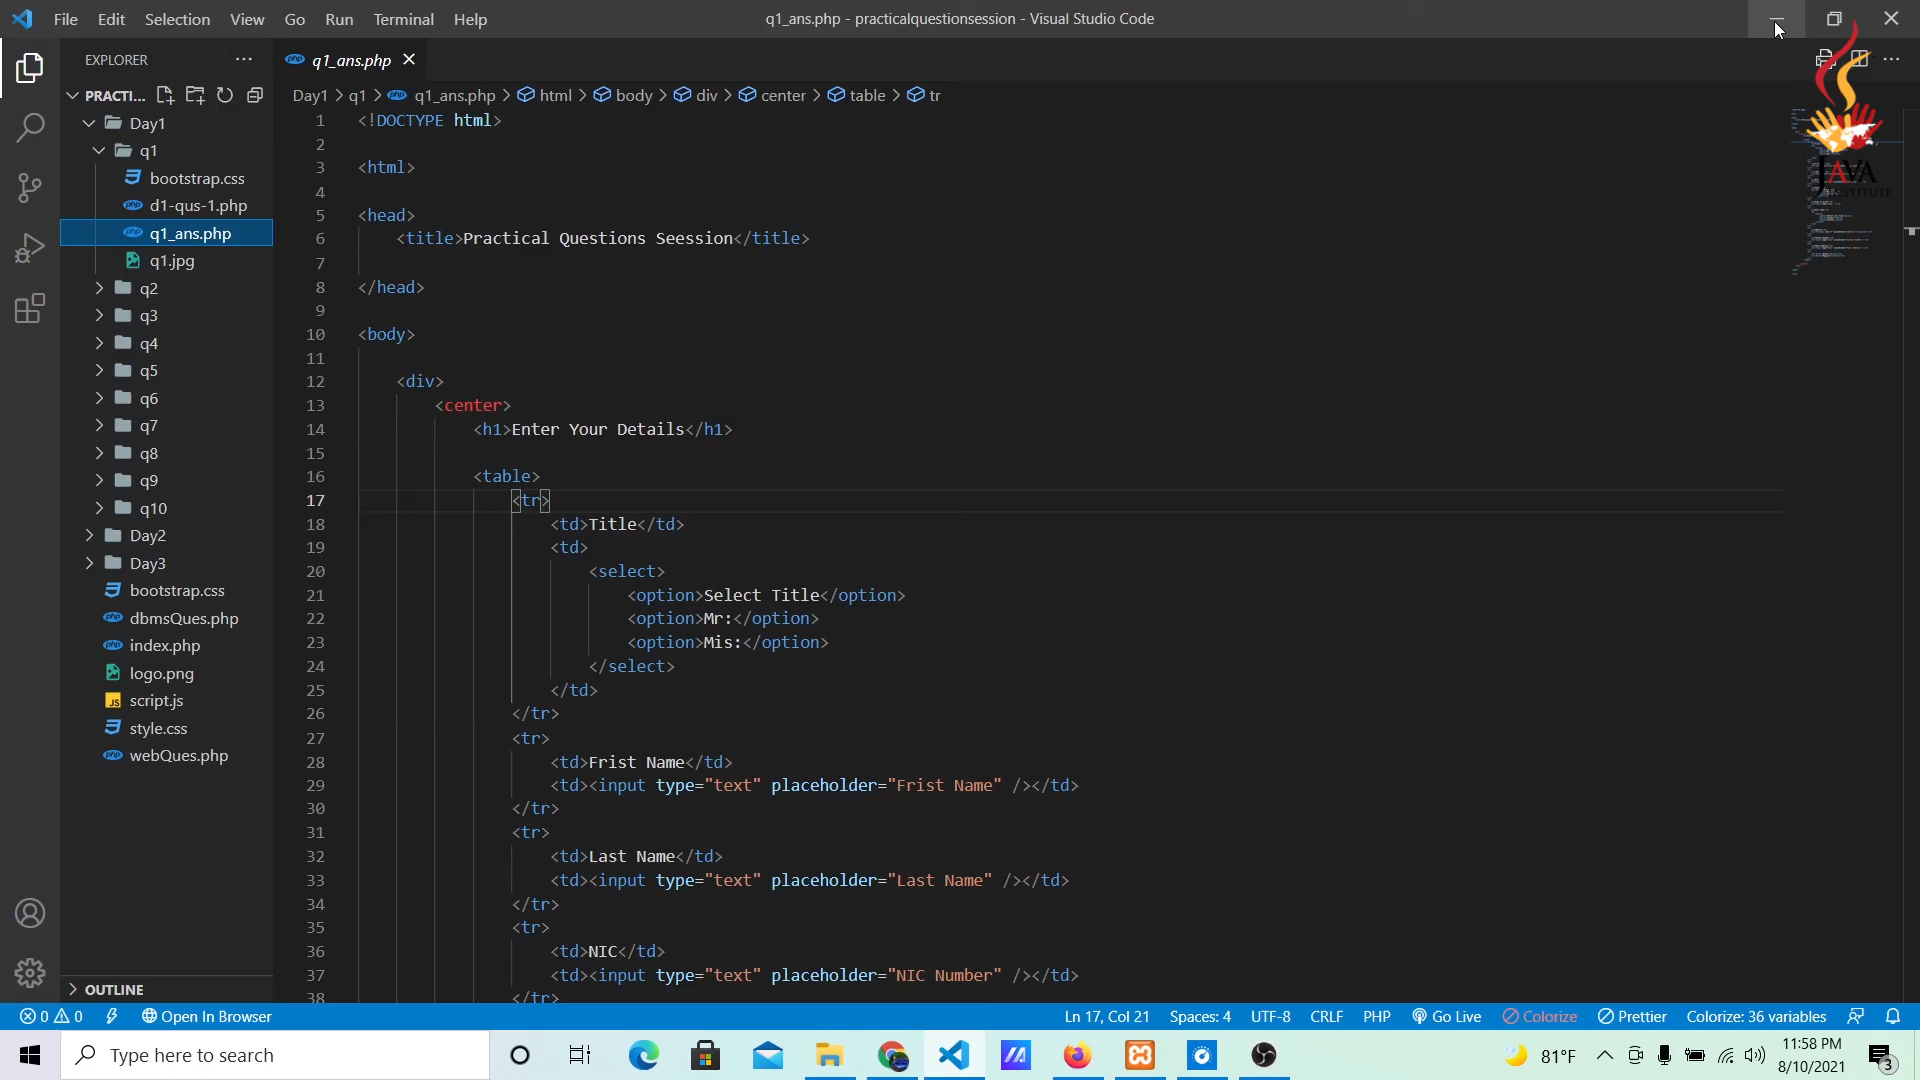 File Edit Selection View Go Run Terminal Help
q1_ans.php - practicalquestionsession - Visual Studio Code
EXPLORER
q1_ans.php
PRACTI...
Day1 > q1 > q1_ans.php > html > body > div > center > table > tr
Day1
q1
bootstrap.css
d1-qus-1.php
q1_ans.php
q1.jpg
q2
q3
q4
q5
q6
q7
q8
q9
q10
Day2
Day3
bootstrap.css
dbmsQues.php
index.php
logo.png
script.js
style.css
webQues.php
OUTLINE
1 <!DOCTYPE html>
2
3 <html>
4
5 <head>
6 <title>Practical Questions Seession</title>
7
8 </head>
9
10 <body>
11
12 <div>
13 <center>
14 <h1>Enter Your Details</h1>
15
16 <table>
17 <tr>
18 <td>Title</td>
19 <td>
20 <select>
21 <option>Select Title</option>
22 <option>Mr:</option>
23 <option>Mis:</option>
24 </select>
25 </td>
26 </tr>
27 <tr>
28 <td>Frist Name</td>
29 <td><input type="text" placeholder="Frist Name" /></td>
30 </tr>
31 <tr>
32 <td>Last Name</td>
33 <td><input type="text" placeholder="Last Name" /></td>
34 </tr>
35 <tr>
36 <td>NIC</td>
37 <td><input type="text" placeholder="NIC Number" /></td>
38 </tr>
JAVA
INSTITUTE
0 0 Open In Browser
Ln 17, Col 21 Spaces: 4 UTF-8 CRLF PHP Go Live Colorize Prettier Colorize: 36 variables
Type here to search
81°F
11:58 PM
8/10/2021
3